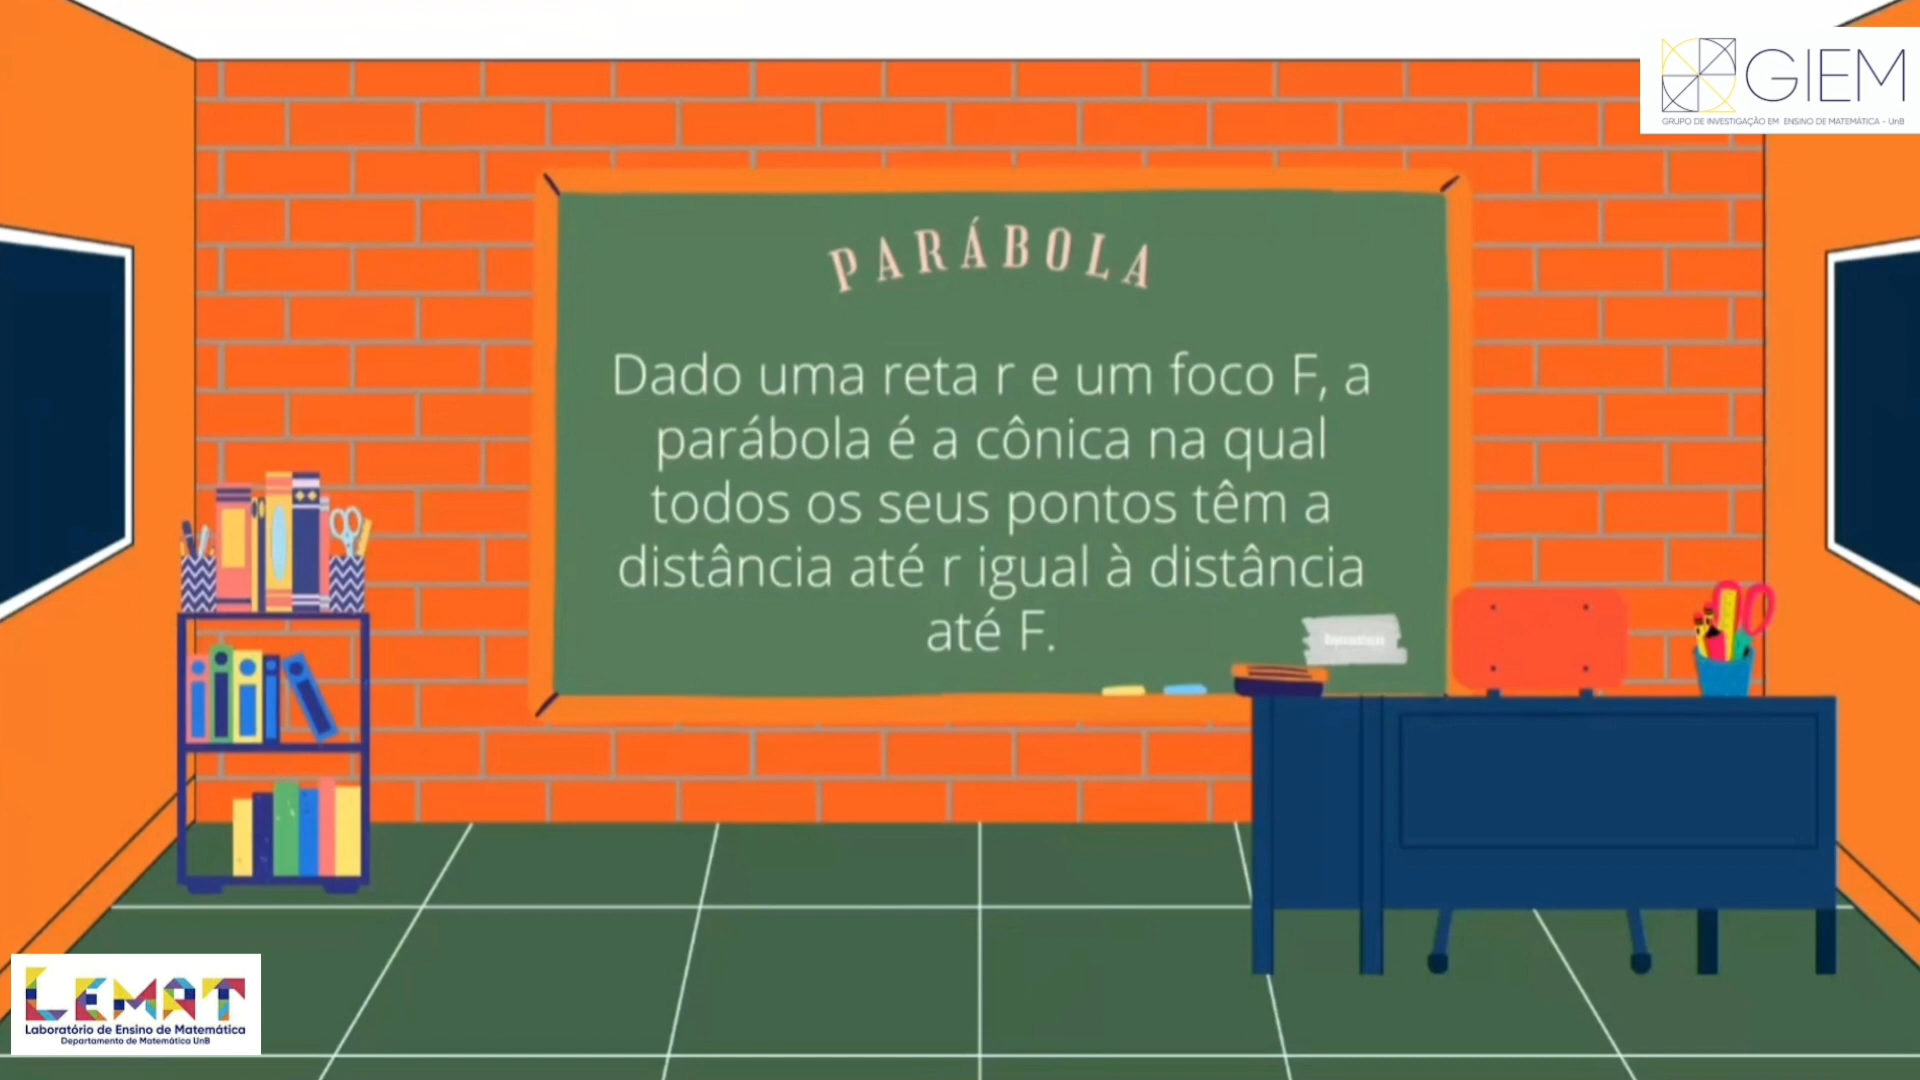 GIEM
GRUPO DE INVESTIGAÇÃO EM ENSINO DE MATEMÁTICA - UnB
PARÁBOLA
Dado uma reta r e um foco F, a
parábola é a cônica na qual
todos os seus pontos têm a
distância até r igual à distância
até F.
LEMAT
Laboratório de Ensino de Matemática
Departamento de Matemática UnB